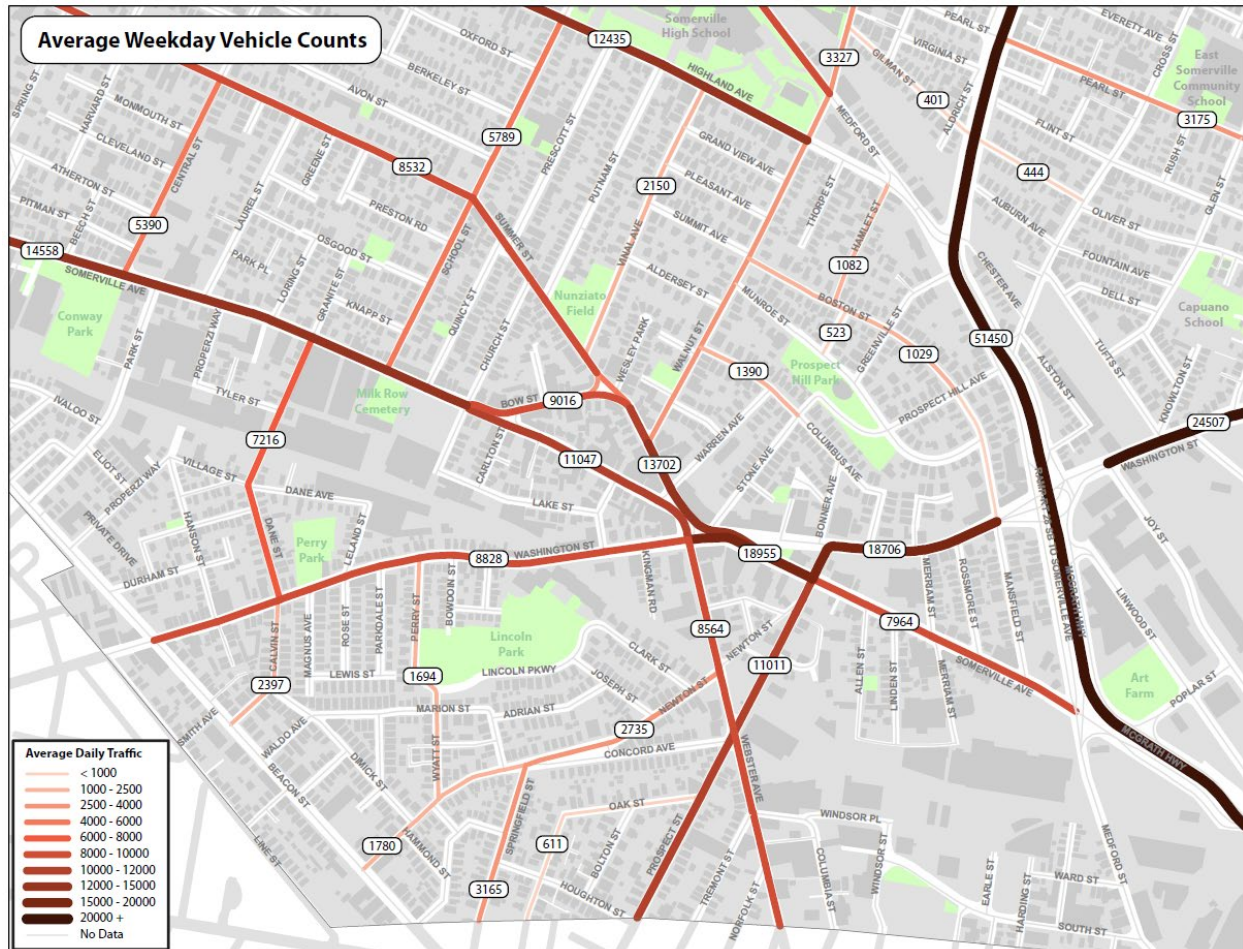 Average Weekday Vehicle Counts
SPRING ST
HARVARD ST
MONMOUTH ST
CLEVELAND ST
ATHERTON ST
PITMAN ST
BEECH ST
CENTRAL ST
5390
14558
SOMERVILLE AVE
Conway
Park
PARK ST
PROPERZI WAY
LAUREL ST
GREENE ST
PARK PL
LORING ST
GRANITE ST
OSGOOD ST
KNAPP ST
PRESTON RD
8532
AVON ST
BERKELEY ST
OXFORD ST
5789
SCHOOL ST
QUINCY ST
CHURCH ST
SUMMER ST
PRESCOTT ST
PUTNAM ST
12435
Somerville
High School
HIGHLAND AVE
3327
MEDFORD ST
GILMAN ST
VIRGINIA ST
PEARL ST
EVERETT AVE
CROSS ST
East
Somerville
Community
School
PEARL ST
3175
401
ALDRICH ST
FLINT ST
RUSH ST
444
OLIVER ST
GLEN ST
AUBURN AVE
FOUNTAIN AVE
DELL ST
Capuano
School
CHESTER AVE
ALSTON ST
TUFTS ST
KNOWLTON ST
51450
24507
WASHINGTON ST
GRAND VIEW AVE
PLEASANT AVE
SUMMIT AVE
2150
VINAL AVE
ALDERSEY ST
Nunziato
Field
WESLEY PARK
WALNUT ST
MUNROE ST
THORPE ST
HAMLET ST
1082
BOSTON ST
523
GREENVILLE ST
1029
1390
Prospect
Hill Park
PROSPECT HILL AVE
COLUMBUS AVE
WARREN AVE
STONE AVE
BONNER AVE
BOW ST
9016
Milk Row
Cemetery
CARLTON ST
11047
13702
LAKE ST
TYLER ST
7216
IVALOO ST
ELIOT ST
PROPERZI WAY
VILLAGE ST
PRIVATE DRIVE
HANSON ST
DURHAM ST
DANE AVE
DANE ST
Perry
Park
LELAND ST
WASHINGTON ST
8828
KINGMAN RD
18955
18706
MERRIAM ST
ROSSMORE ST
MANSFIELD ST
RAMP-RT 28 SB TO SOMERVILLE AVE
MCGRATH HWY
JOY ST
LINWOOD ST
POPLAR ST
Art
Farm
MCGRATH HWY
CALVIN ST
MAGNUS AVE
ROSE ST
PARKDALE ST
PERRY ST
BOWDOIN ST
Lincoln
Park
LINCOLN PKWY
CLARK ST
JOSEPH ST
8564
NEWTON ST
11011
7964
SOMERVILLE AVE
ALLEN ST
LINDEN ST
MERRIAM ST
2397
LEWIS ST
1694
MARION ST
ADRIAN ST
NEWTON ST
2735
CONCORD AVE
WEBSTER AVE
SMITH AVE
WALDO AVE
BEACON ST
DIMICK ST
WYATT ST
LINE ST
1780
HAMMOND ST
SPRINGFIELD ST
3165
OAK ST
611
BOLTON ST
HOUGHTON ST
PROSPECT ST
TREMONT ST
NORFOLK ST
WINDSOR PL
COLUMBIA ST
WINDSOR ST
EARLE ST
HARDING ST
WARD ST
SOUTH ST
MEDFORD ST
Average Daily Traffic
< 1000
1000 - 2500
2500 - 4000
4000 - 6000
6000 - 8000
8000 - 10000
10000 - 12000
12000 - 15000
15000 - 20000
20000 +
No Data